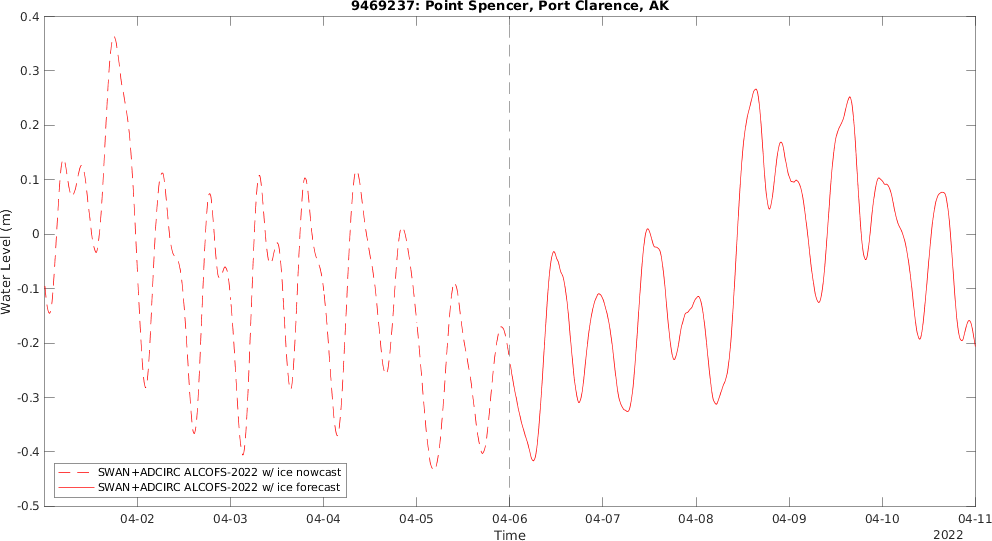 9469237: Point Spencer, Port Clarence, AK
0.4
0.3
0.2
0.1
0
-0.1
-0.2
-0.3
-0.4
-0.5
Water Level (m)
SWAN+ADCIRC ALCOFS-2022 w/ ice nowcast
SWAN+ADCIRC ALCOFS-2022 w/ ice forecast
04-02 04-03 04-04 04-05 04-06 04-07 04-08 04-09 04-10 04-11
Time
2022